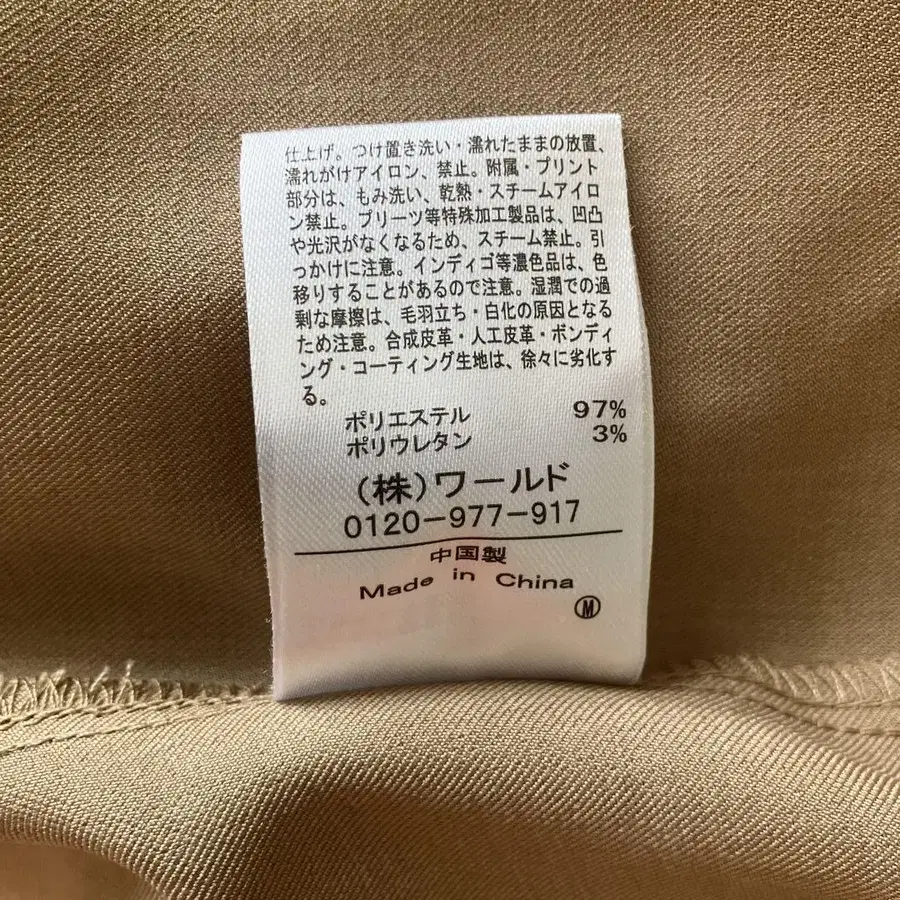 仕上げ。つけ置き洗い・濡れたままの放置、
濡れがけアイロン、禁止。附属・プリント
部分は、もみ洗い、乾熱・スチームアイロ
ン禁止。プリーツ等特殊加工製品は、凹凸
や光沢がなくなるため、スチーム禁止。引
っかけに注意。インディゴ等濃色品は、色
移りすることがあるので注意。湿潤での過
剰な摩擦は、毛羽立ち・白化の原因となる
ため注意。合成皮革・人工皮革・ボンディ
ング・コーティング生地は、徐々に劣化す
る。
ポリエステル 97%
ポリウレタン 3%
(株)ワールド
0120-977-917
中国製
Made in China
Ⓜ